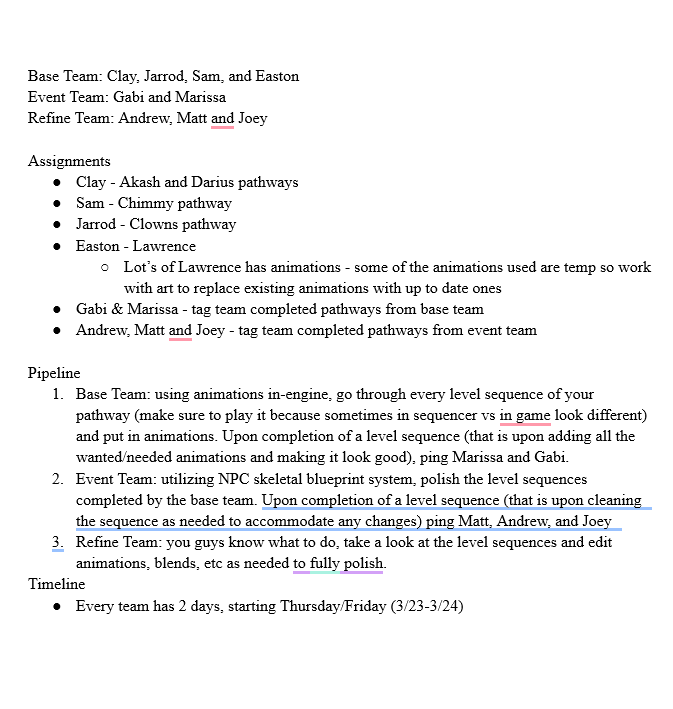 Base Team: Clay, Jarrod, Sam, and Easton
Event Team: Gabi and Marissa
Refine Team: Andrew, Matt and Joey
Assignments
● Clay - Akash and Darius pathways
● Sam - Chimmy pathway
● Jarrod - Clowns pathway
● Easton - Lawrence
○ Lot’s of Lawrence has animations - some of the animations used are temp so work
with art to replace existing animations with up to date ones
● Gabi & Marissa - tag team completed pathways from base team
● Andrew, Matt and Joey - tag team completed pathways from event team
Pipeline
1. Base Team: using animations in-engine, go through every level sequence of your
pathway (make sure to play it because sometimes in sequencer vs in game look different)
and put in animations. Upon completion of a level sequence (that is upon adding all the
wanted/needed animations and making it look good), ping Marissa and Gabi.
2. Event Team: utilizing NPC skeletal blueprint system, polish the level sequences
completed by the base team. Upon completion of a level sequence (that is upon cleaning
the sequence as needed to accommodate any changes) ping Matt, Andrew, and Joey
3. Refine Team: you guys know what to do, take a look at the level sequences and edit
animations, blends, etc as needed to fully polish.
Timeline
● Every team has 2 days, starting Thursday/Friday (3/23-3/24)